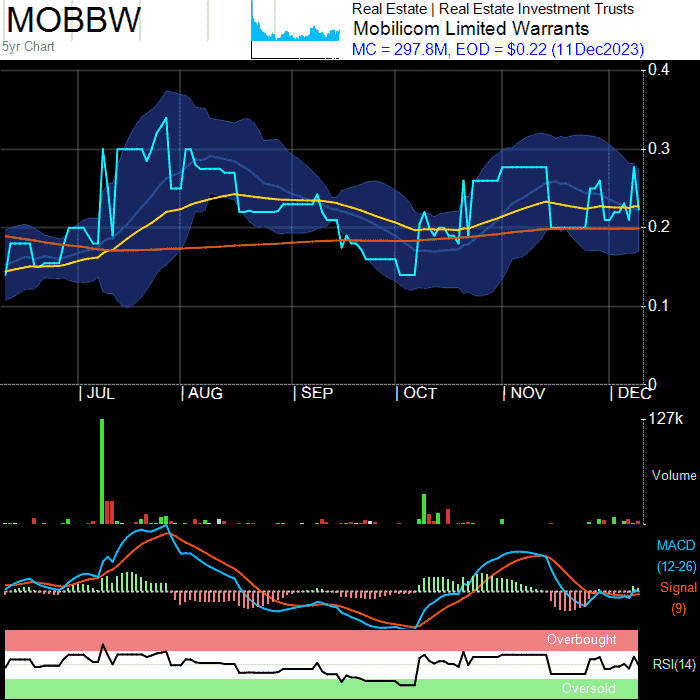 MOBBW
5yr Chart
Real Estate | Real Estate Investment Trusts
Mobilicom Limited Warrants
MC = 297.8M, EOD = $0.22 (11Dec2023)
0.4
0.3
0.2
0.1
0
| JUL
| AUG
| SEP
| OCT
| NOV
| DEC
127k
Volume
MACD
(12-26)
Signal
(9)
Overbought
RSI(14)
Oversold